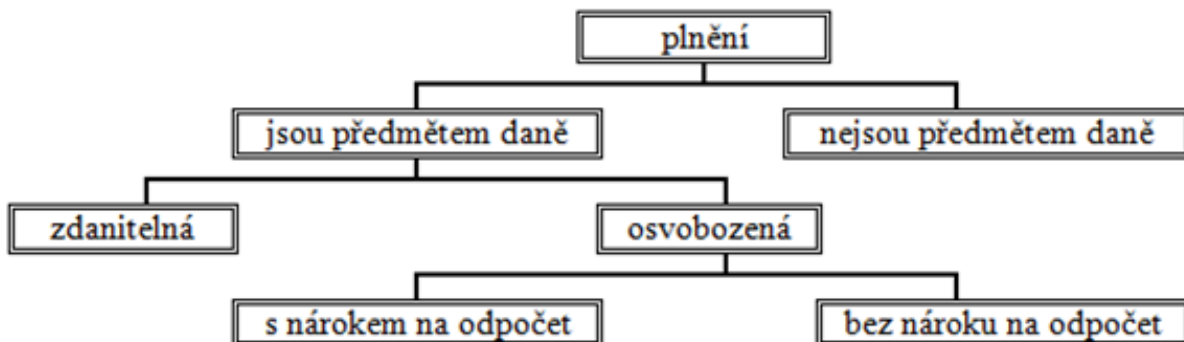 plnění
jsou předmětem daně
nejsou předmětem daně
zdanitelná
osvobozená
s nárokem na odpočet
bez nároku na odpočet